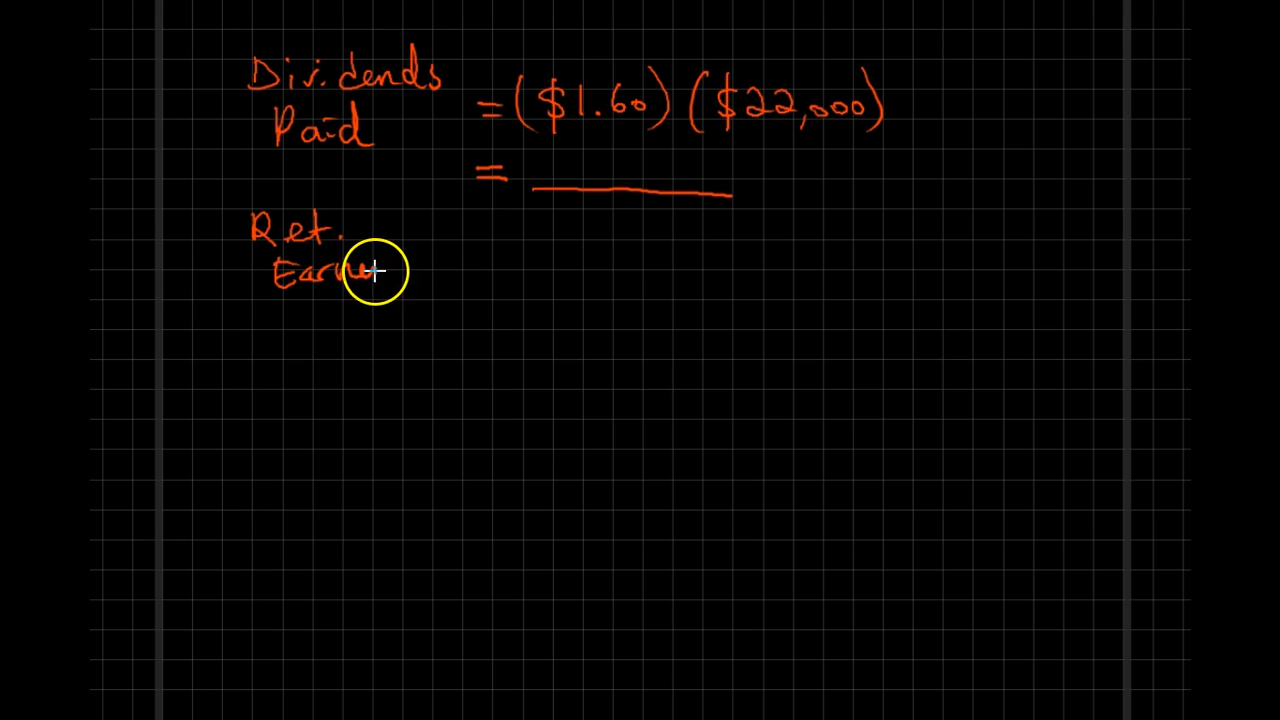 Dividends
Paid
= ($1.60) ($22,000)
=
Ret.